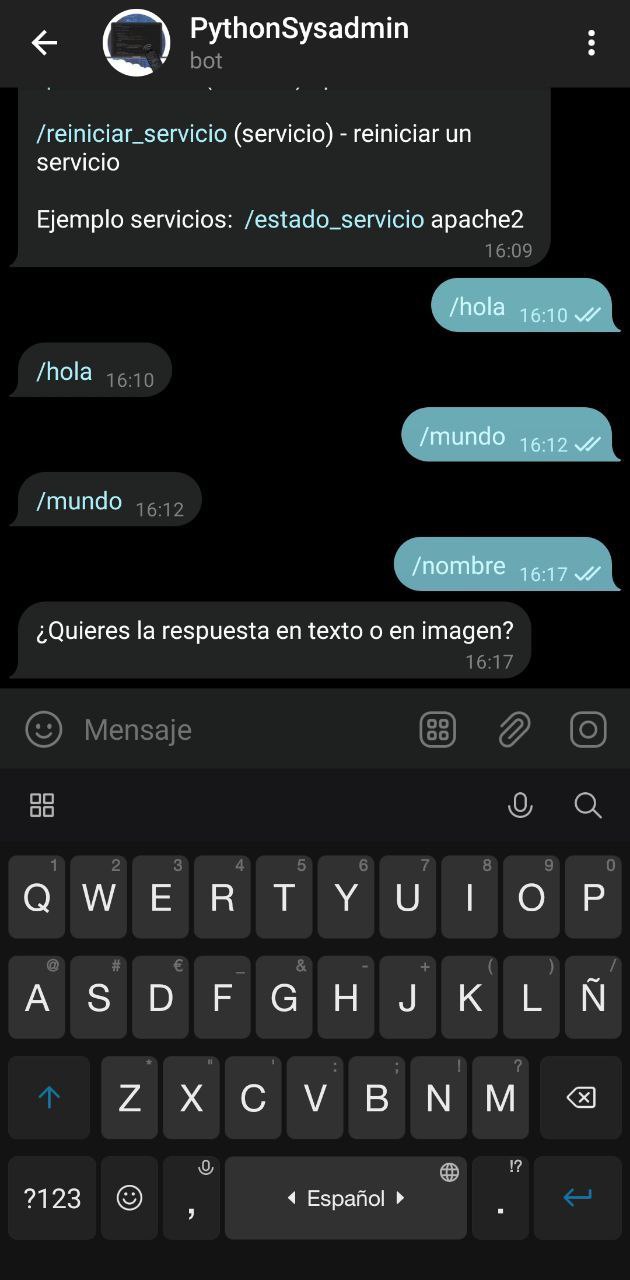 PythonSysadmin
bot
/reiniciar_servicio (servicio) - reiniciar un
servicio
Ejemplo servicios: /estado_servicio apache2
16:09
/hola 16:10
/hola 16:10
/mundo 16:12
/mundo 16:12
/nombre 16:17
¿Quieres la respuesta en texto o en imagen?
16:17
Mensaje
1 2 3 4 5 6 7 8 9 0
Q W E R T Y U I O P
@ # € _ & - + ( ) /
A S D F G H J K L Ñ
* " ' : ; ! ?
Z X C V B N M
!?
?123 , Español .